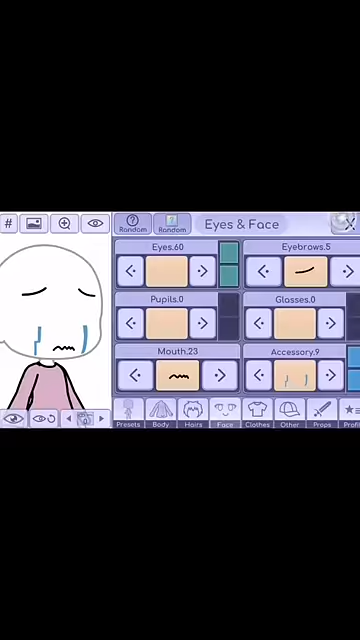 #
Random
Random
Eyes & Face
X
Eyes.60
Eyebrows.5
Pupils.0
Glasses.0
Mouth.23
Accessory.9
Presets
Body
Hairs
Face
Clothes
Other
Props